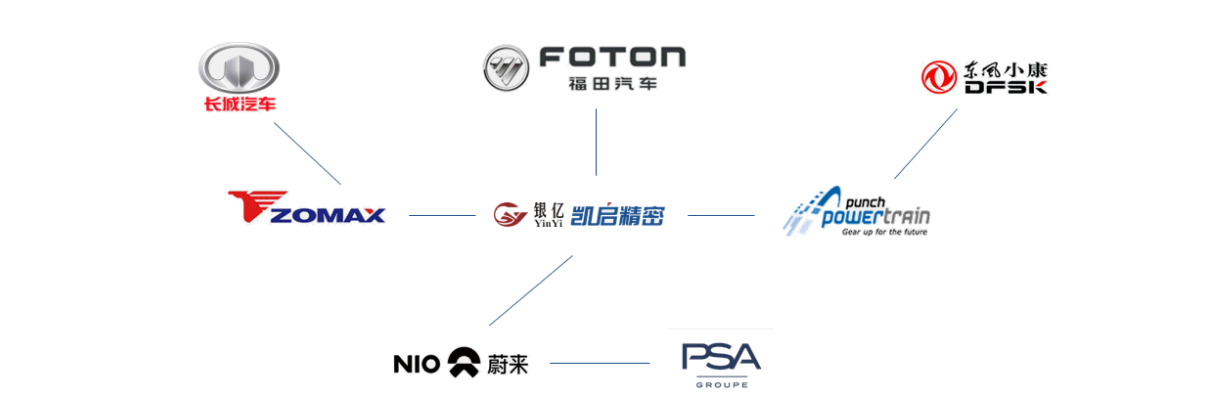 长城汽车
FOTON
福田汽车
东风小康
DFSK
ZOMAX
银亿
YinYi
凯启精密
punch
powertrain
Gear up for the future
NIO 蔚来
PSA
GROUPE